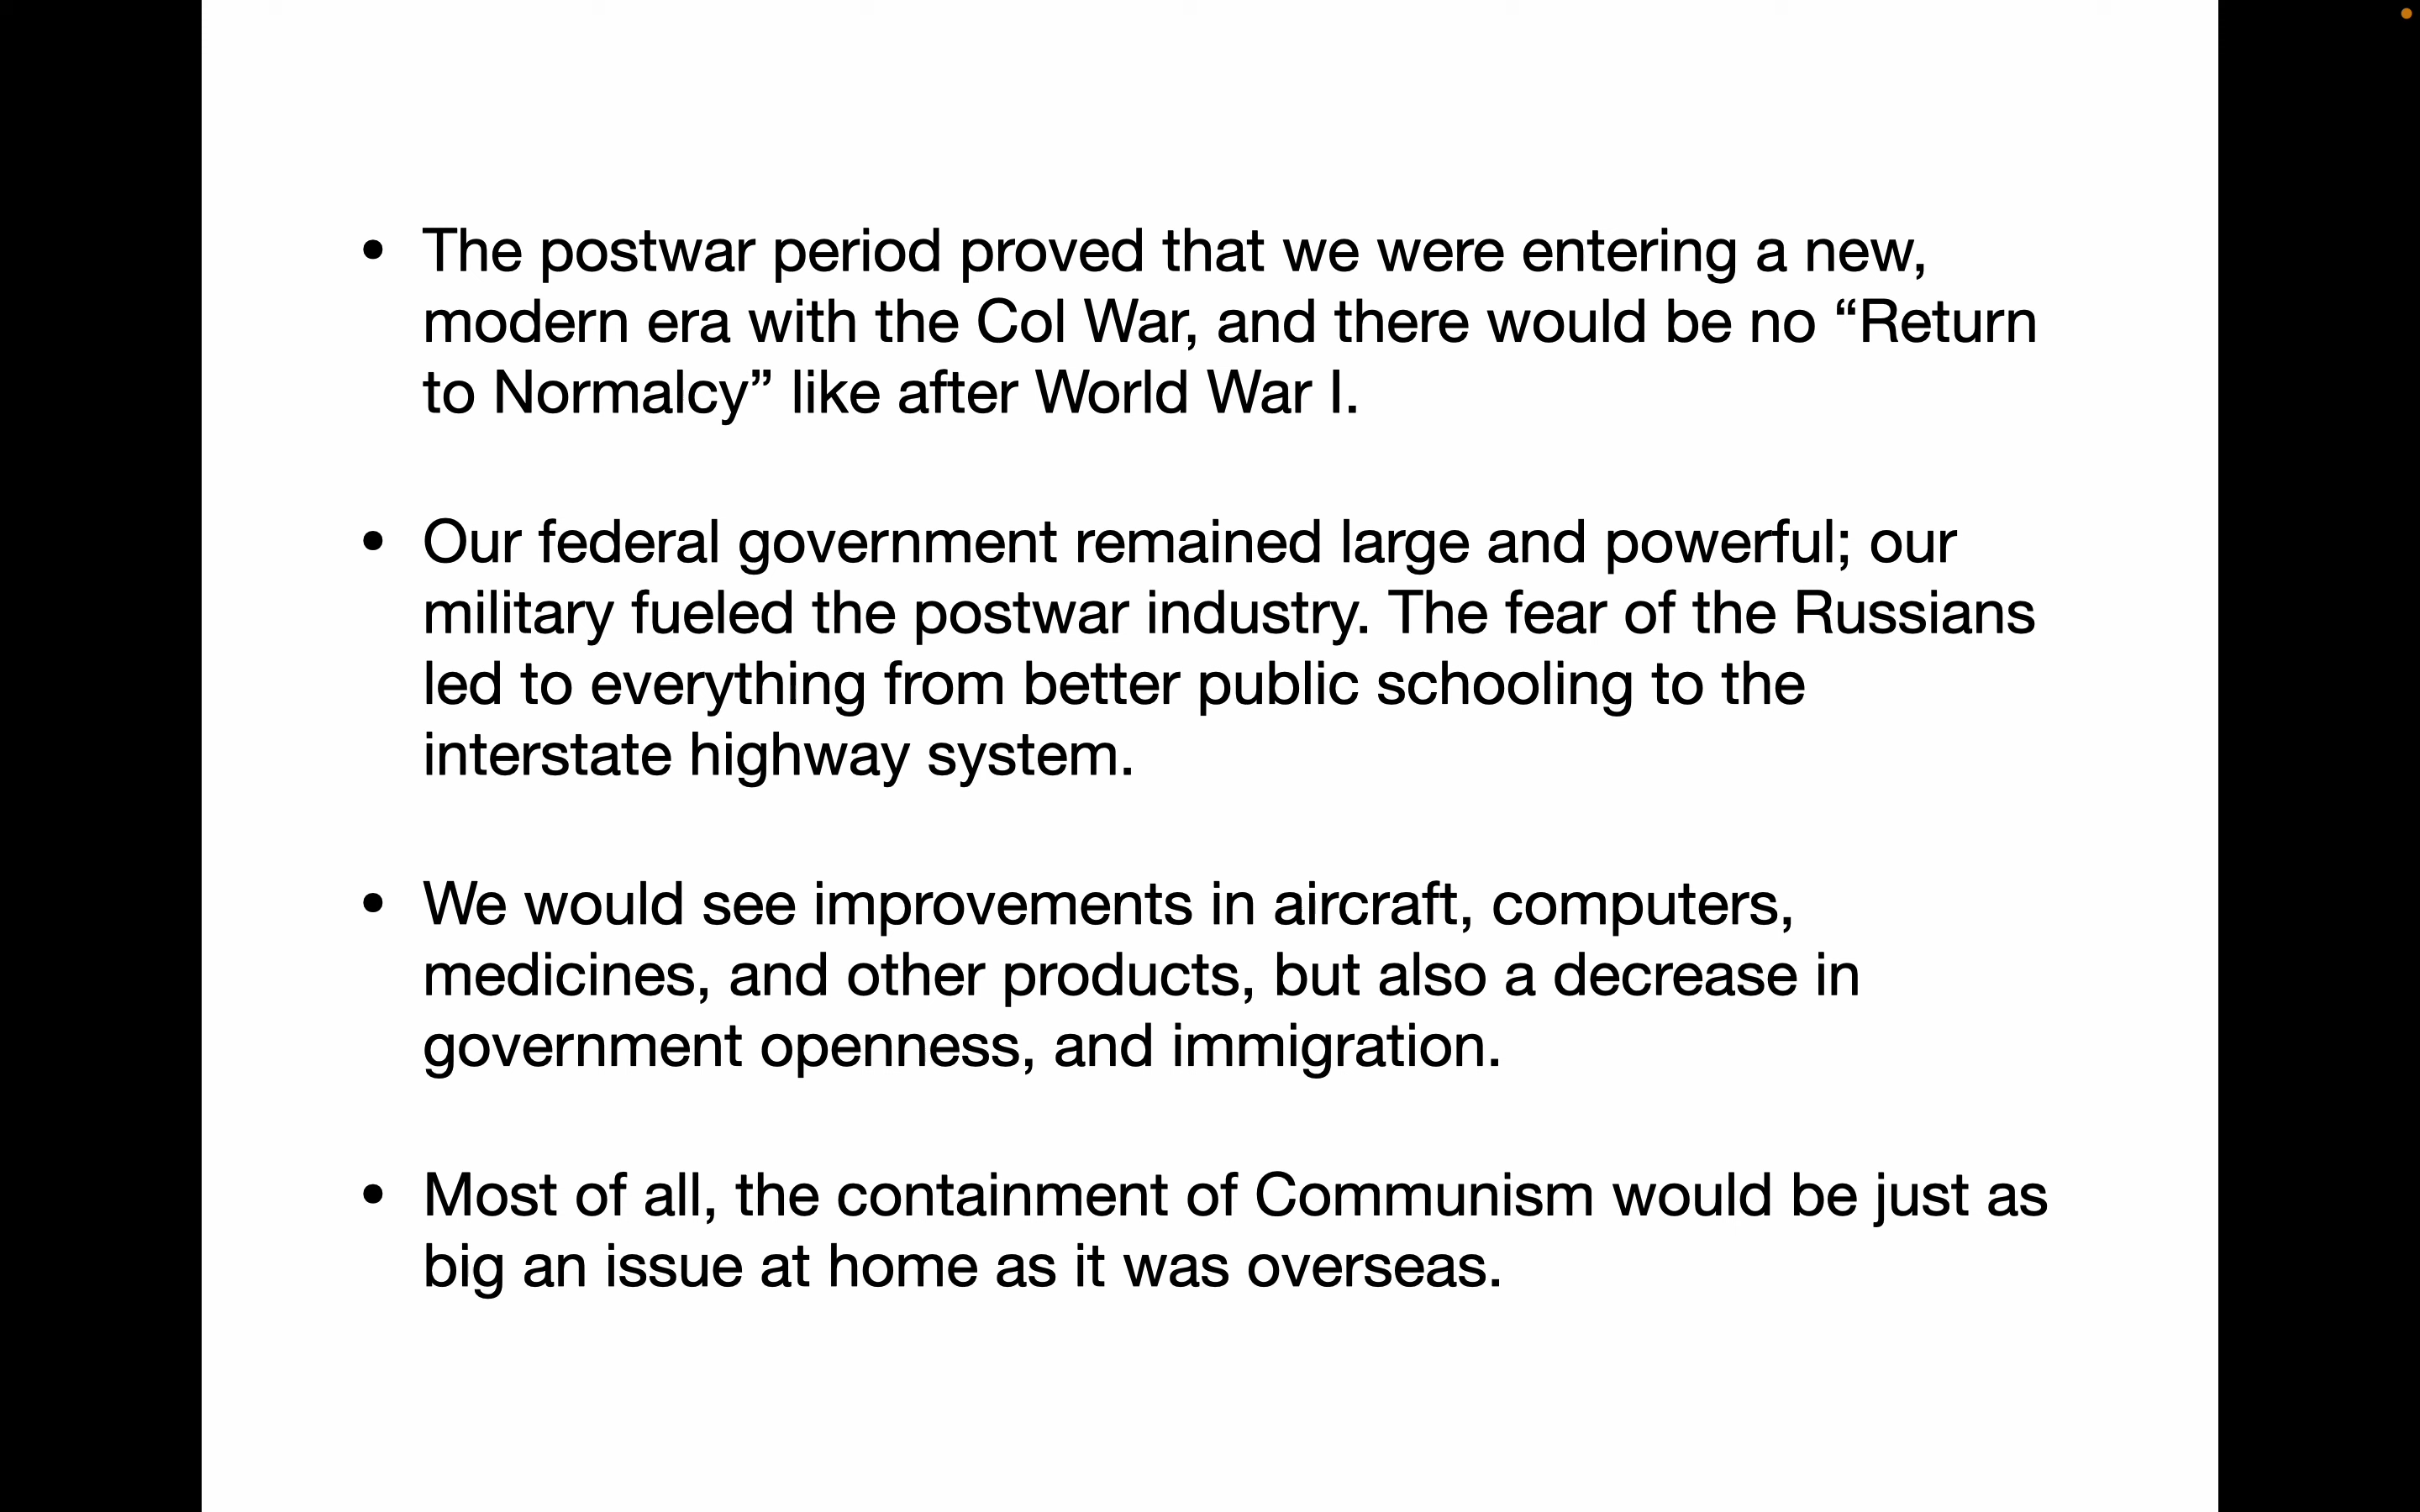 • The postwar period proved that we were entering a new,
modern era with the Col War, and there would be no “Return
to Normalcy” like after World War I.
• Our federal government remained large and powerful; our
military fueled the postwar industry. The fear of the Russians
led to everything from better public schooling to the
interstate highway system.
• We would see improvements in aircraft, computers,
medicines, and other products, but also a decrease in
government openness, and immigration.
• Most of all, the containment of Communism would be just as
big an issue at home as it was overseas.